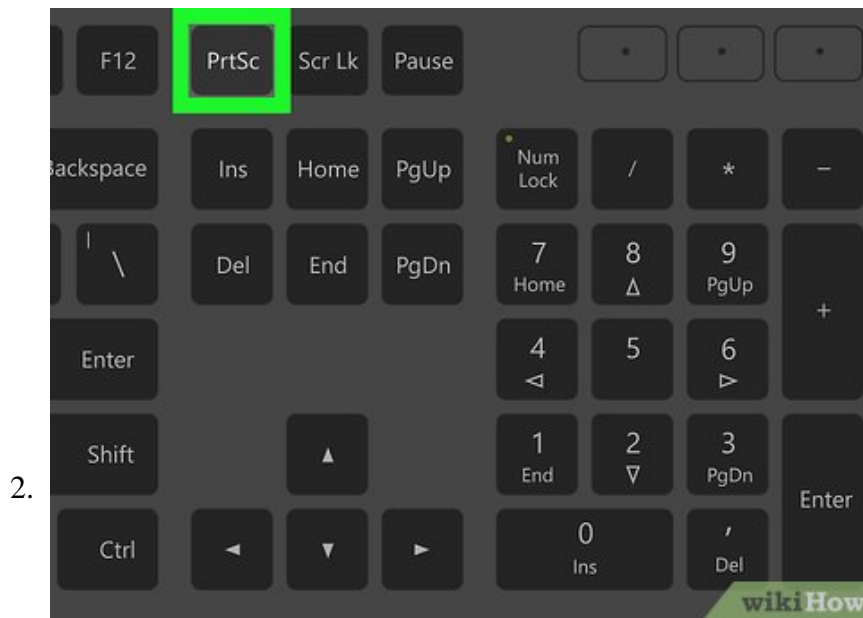 F12 PrtSc Scr Lk Pause
Backspace Ins Home PgUp Num Lock / * -
| \ Del End PgDn 7 Home 8 9 PgUp +
Enter 4 5 6
2. Shift 1 End 2 3 PgDn Enter
Ctrl 0 Ins ' Del
wikiHow